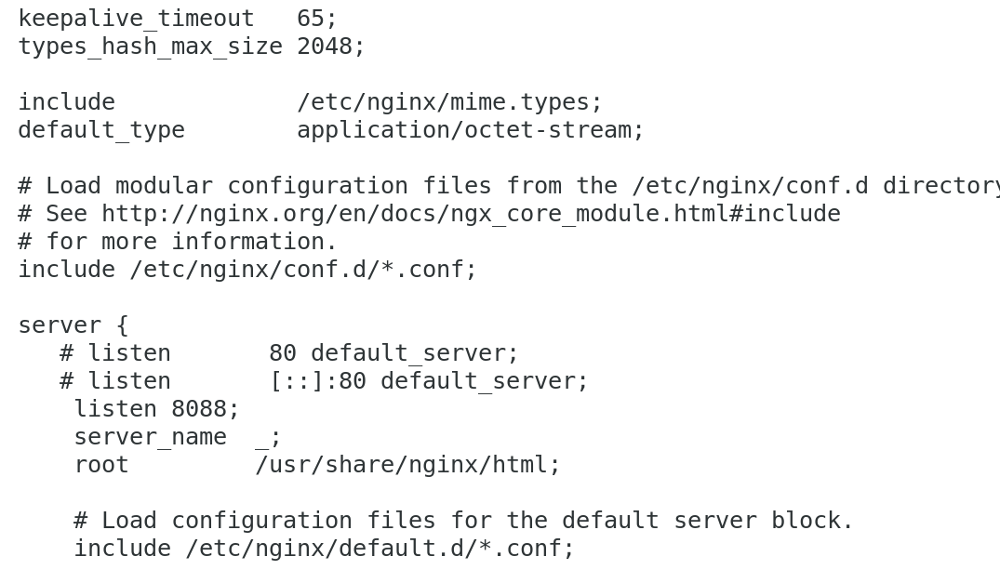 keepalive_timeout   65;
types_hash_max_size 2048;

include             /etc/nginx/mime.types;
default_type        application/octet-stream;

# Load modular configuration files from the /etc/nginx/conf.d directory
# See http://nginx.org/en/docs/ngx_core_module.html#include
# for more information.
include /etc/nginx/conf.d/*.conf;

server {
   # listen       80 default_server;
   # listen       [::]:80 default_server;
    listen 8088;
    server_name  _;
    root         /usr/share/nginx/html;

    # Load configuration files for the default server block.
    include /etc/nginx/default.d/*.conf;